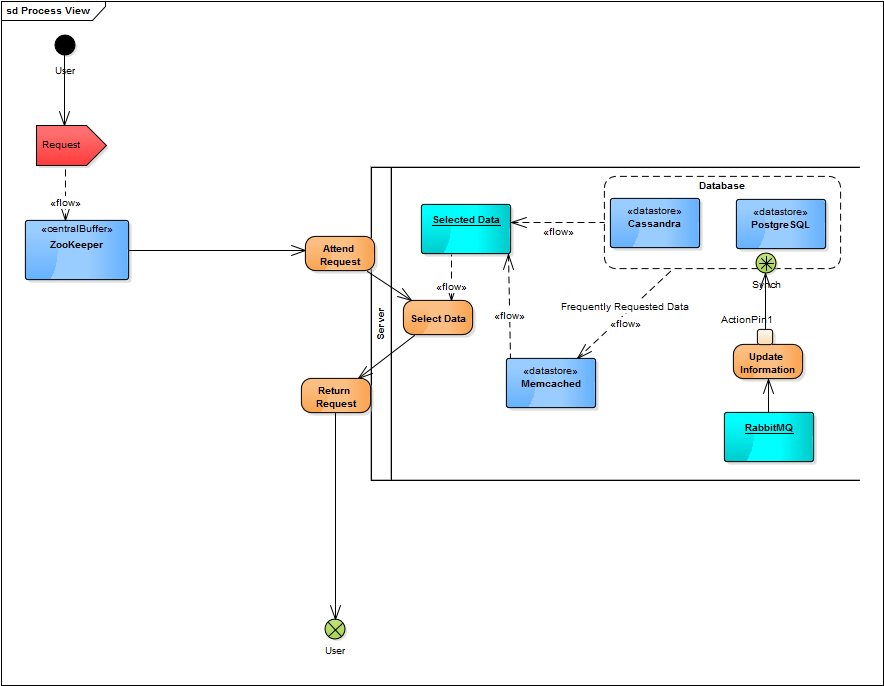 sd Process View
User
Request
«flow»
«centralBuffer»
ZooKeeper
Attend
Request
Server
Select Data
Return
Request
User
Selected Data
«flow»
«flow»
«flow»
Database
«datastore»
Cassandra
«datastore»
PostgreSQL
Synch
Frequently Requested Data
«flow»
«datastore»
Memcached
ActionPin1
Update
Information
RabbitMQ